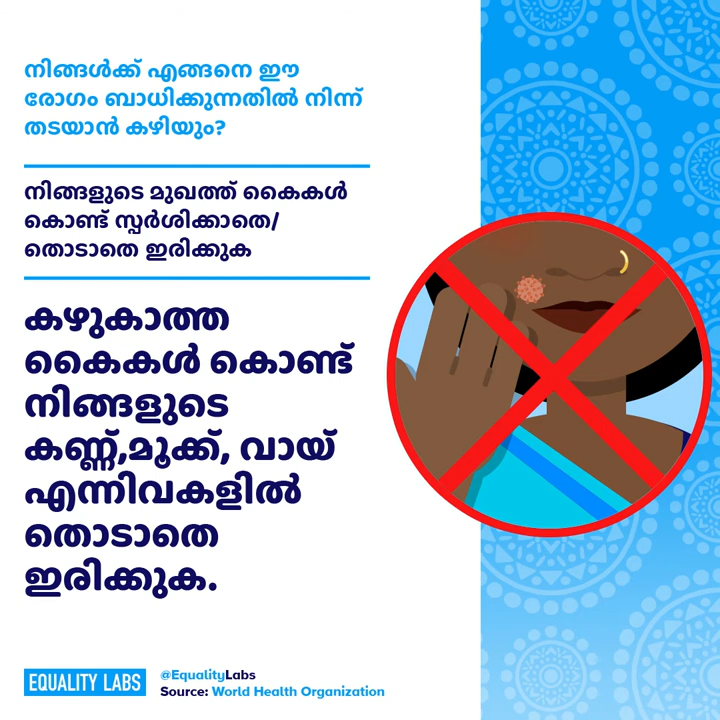 നിങ്ങൾക്ക് എങ്ങനെ ഈ
രോഗം ബാധിക്കുന്നതിൽ നിന്ന്
തടയാൻ കഴിയും?
നിങ്ങളുടെ മുഖത്ത് കൈകൾ
കൊണ്ട് സ്പർശിക്കാതെ/
തൊടാതെ ഇരിക്കുക
കഴുകാത്ത
കൈകൾ കൊണ്ട്
നിങ്ങളുടെ
കണ്ണ്,മൂക്ക്, വായ്
എന്നിവകളിൽ
തൊടാതെ
ഇരിക്കുക.
EQUALITY LABS
@EqualityLabs
Source: World Health Organization